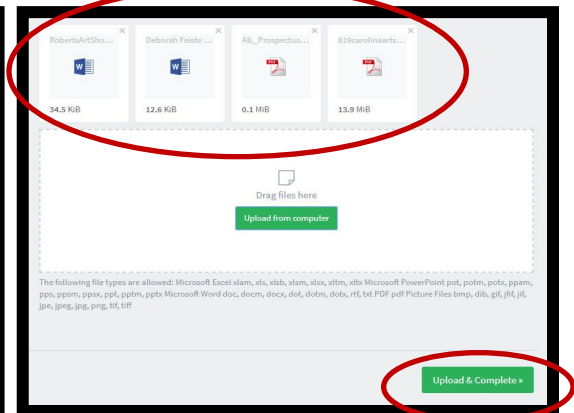 RobertsArtSho... Deborah Feiste ... AIL_Prospectus... 819carolinaarts...
W W PDF PDF
34.5 KiB 12.6 KiB 0.1 MiB 13.9 MiB
Drag files here
Upload from computer
The following file types are allowed: Microsoft Excel xlam, xls, xlsb, xlsm, xlsx, xltm, xltx Microsoft PowerPoint pot, potm, potx, ppam,
pps, ppsm, ppsx, ppt, pptm, pptx Microsoft Word doc, docm, docx, dot, dotm, dotx, rtf, txt PDF pdf Picture Files bmp, dib, gif, jfif, jif,
jpe, jpeg, jpg, png, tif, tiff
Upload & Complete »